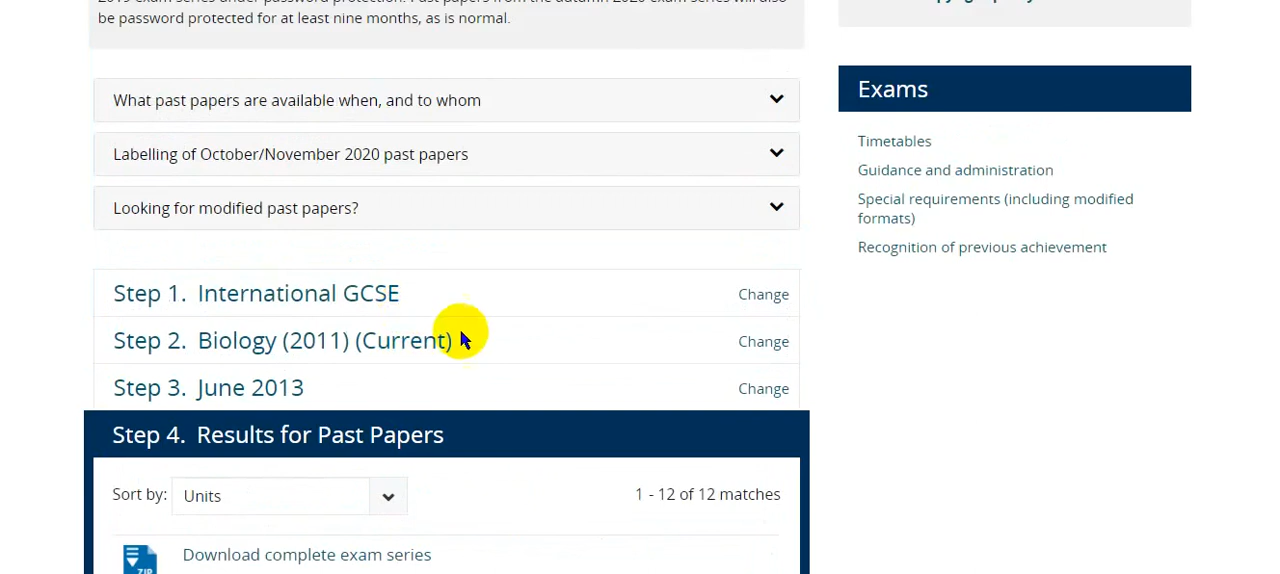 be password protected for at least nine months, as is normal.
What past papers are available when, and to whom
Labelling of October/November 2020 past papers
Looking for modified past papers?
Step 1. International GCSE
Change
Step 2. Biology (2011) (Current)
Change
Step 3. June 2013
Change
Step 4. Results for Past Papers
Sort by:
Units
1 - 12 of 12 matches
Download complete exam series
ZIP
Exams
Timetables
Guidance and administration
Special requirements (including modified
formats)
Recognition of previous achievement